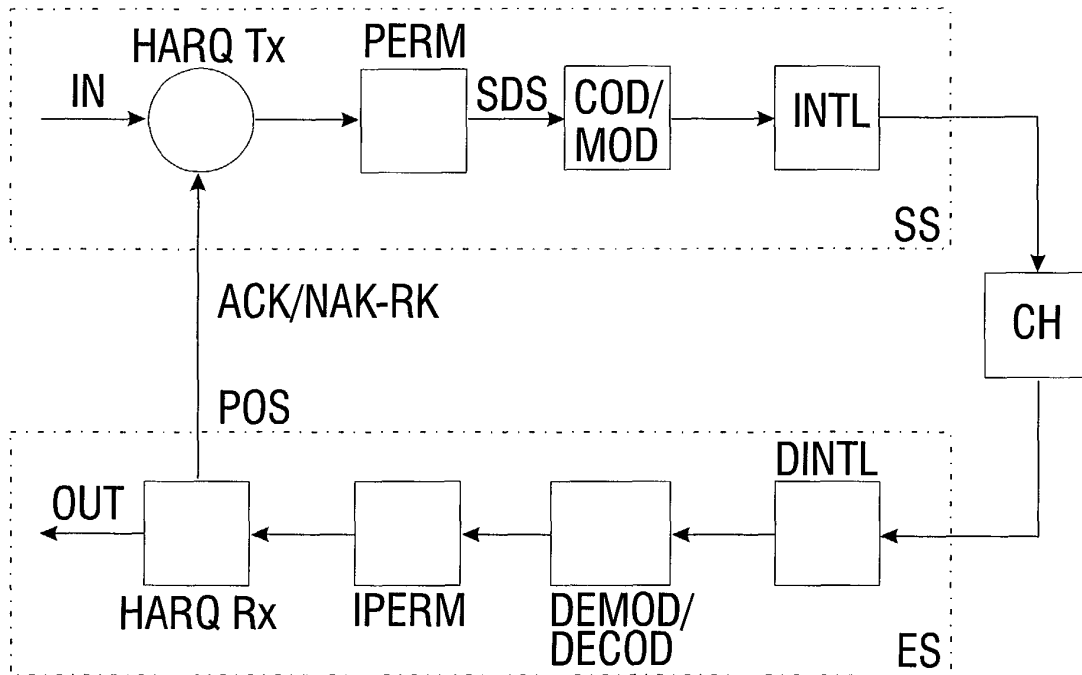 HARQ Tx
PERM
IN
SDS
COD/
MOD
INTL
SS
ACK/NAK-RK
CH
POS
DINTL
OUT
HARQ Rx
IPERM
DEMOD/
DECOD
ES